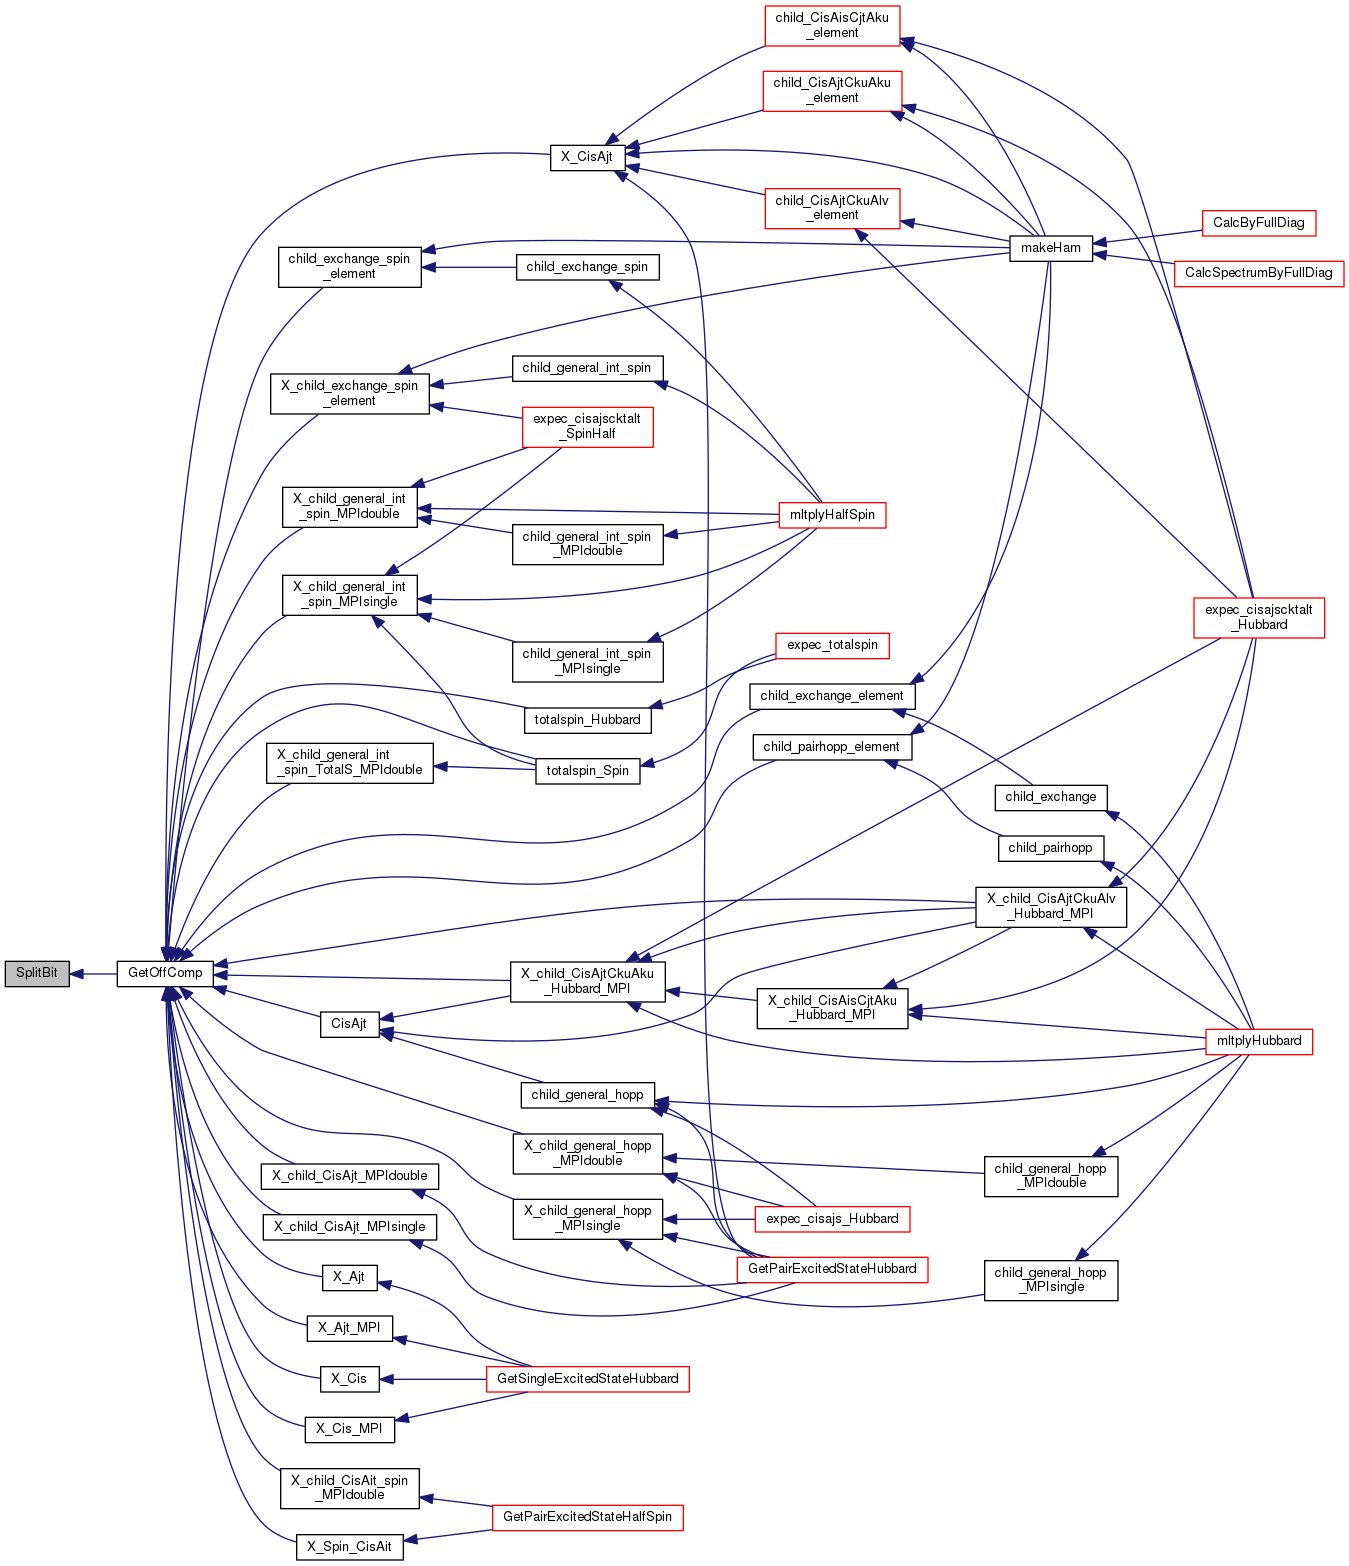 child_CisAisCjtAku
_element
child_CisAjtCkuAku
_element
X_CisAjt
child_CisAjtCkuAlv
_element
CalcByFullDiag
makeHam
child_exchange_spin
_element
child_exchange_spin
CalcSpectrumByFullDiag
child_general_int_spin
X_child_exchange_spin
_element
expec_cisajscktalt
_SpinHalf
X_child_general_int
_spin_MPIdouble
mltplyHalfSpin
child_general_int_spin
_MPIdouble
X_child_general_int
_spin_MPIsingle
expec_cisajscktalt
_Hubbard
child_general_int_spin
_MPIsingle
expec_totalspin
child_exchange_element
totalspin_Hubbard
child_pairhopp_element
X_child_general_int
_spin_TotalS_MPIdouble
totalspin_Spin
child_exchange
child_pairhopp
X_child_CisAjtCkuAlv
_Hubbard_MPI
SplitBit
GetOffComp
X_child_CisAjtCkuAku
_Hubbard_MPI
X_child_CisAisCjtAku
_Hubbard_MPI
CisAjt
mltplyHubbard
child_general_hopp
X_child_general_hopp
_MPIdouble
X_child_CisAjt_MPIdouble
child_general_hopp
_MPIdouble
X_child_general_hopp
_MPIsingle
X_child_CisAjt_MPIsingle
expec_cisajs_Hubbard
GetPairExcitedStateHubbard
X_Ajt
child_general_hopp
_MPIsingle
X_Ajt_MPI
X_Cis
GetSingleExcitedStateHubbard
X_Cis_MPI
X_child_CisAit_spin
_MPIdouble
GetPairExcitedStateHalfSpin
X_Spin_CisAit